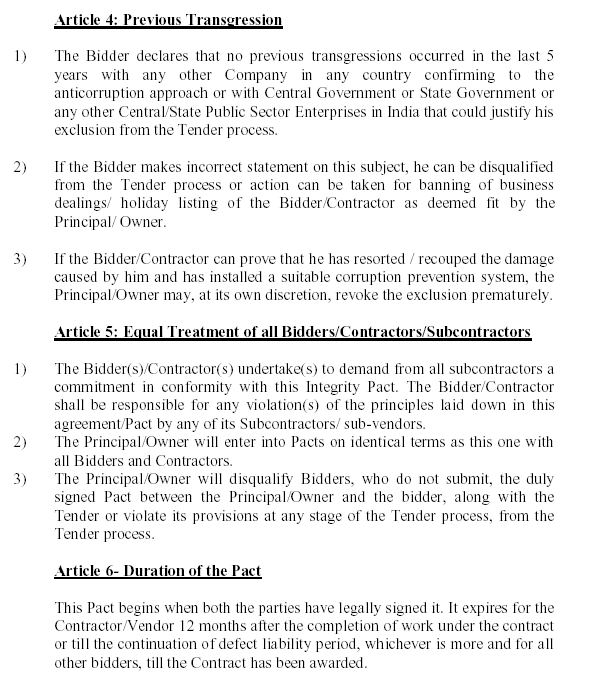 Article 4: Previous Transgression
1) The Bidder declares that no previous transgressions occurred in the last 5
years with any other Company in any country confirming to the
anticorruption approach or with Central Government or State Government or
any other Central/State Public Sector Enterprises in India that could justify his
exclusion from the Tender process.
2) If the Bidder makes incorrect statement on this subject, he can be disqualified
from the Tender process or action can be taken for banning of business
dealings/ holiday listing of the Bidder/Contractor as deemed fit by the
Principal/ Owner.
3) If the Bidder/Contractor can prove that he has resorted / recouped the damage
caused by him and has installed a suitable corruption prevention system, the
Principal/Owner may, at its own discretion, revoke the exclusion prematurely.
Article 5: Equal Treatment of all Bidders/Contractors/Subcontractors
1) The Bidder(s)/Contractor(s) undertake(s) to demand from all subcontractors a
commitment in conformity with this Integrity Pact. The Bidder/Contractor
shall be responsible for any violation(s) of the principles laid down in this
agreement/Pact by any of its Subcontractors/ sub-vendors.
2) The Principal/Owner will enter into Pacts on identical terms as this one with
all Bidders and Contractors.
3) The Principal/Owner will disqualify Bidders, who do not submit, the duly
signed Pact between the Principal/Owner and the bidder, along with the
Tender or violate its provisions at any stage of the Tender process, from the
Tender process.
Article 6- Duration of the Pact
This Pact begins when both the parties have legally signed it. It expires for the
Contractor/Vendor 12 months after the completion of work under the contract
or till the continuation of defect liability period, whichever is more and for all
other bidders, till the Contract has been awarded.